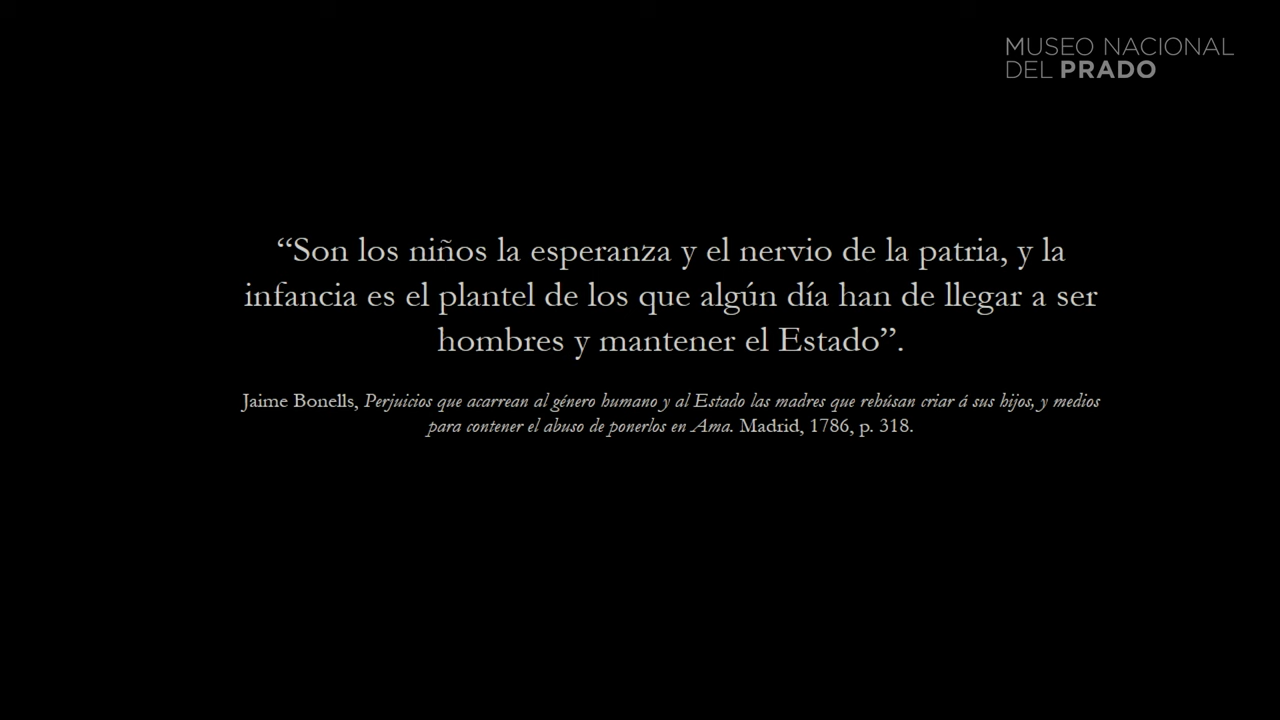 MUSEO NACIONAL
DEL PRADO
“Son los niños la esperanza y el nervio de la patria, y la
infancia es el plantel de los que algún día han de llegar a ser
hombres y mantener el Estado”.
Jaime Bonells, Perjuicios que acarrean al género humano y al Estado las madres que rehúsan criar á sus hijos, y medios
para contener el abuso de ponerlos en Ama. Madrid, 1786, p. 318.